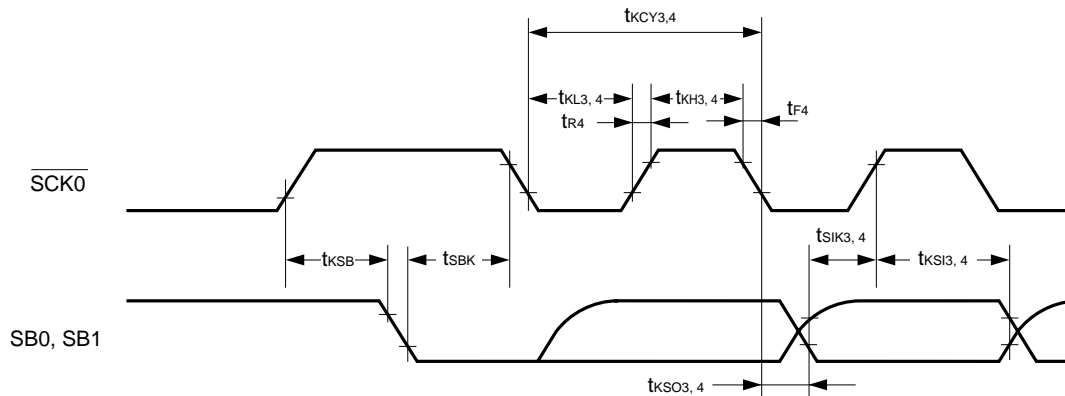 tKCY3,4
tKL3, 4
tKH3, 4
tR4
tF4
SCK0
tSIK3, 4
tKSB
tSBK
tKSI3, 4
SB0, SB1
tKSO3, 4